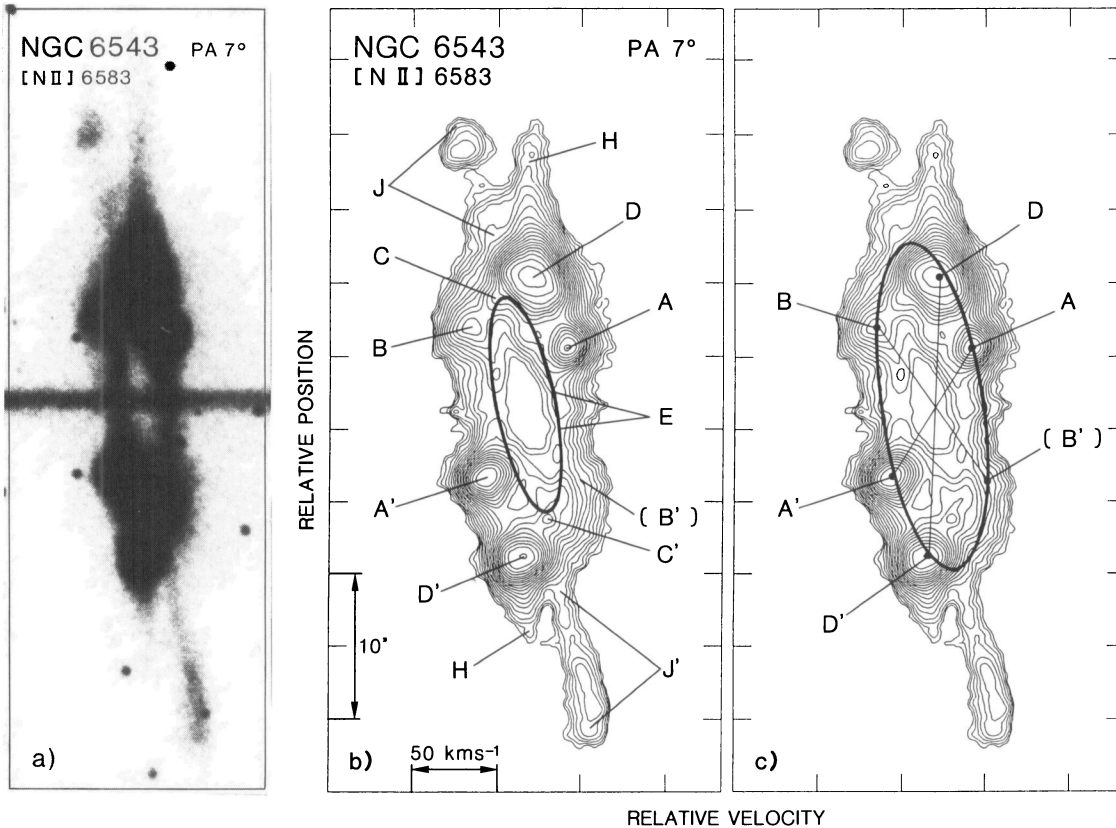 NGC 6543 PA 7°
[N II] 6583
a)
NGC 6543 PA 7°
[N II] 6583
J
H
D
C
A
B
E
A'
( B' )
C'
D'
10'
H
J'
50 kms⁻¹
b)
RELATIVE POSITION
D
B
A
( B' )
A'
D'
c)
RELATIVE VELOCITY